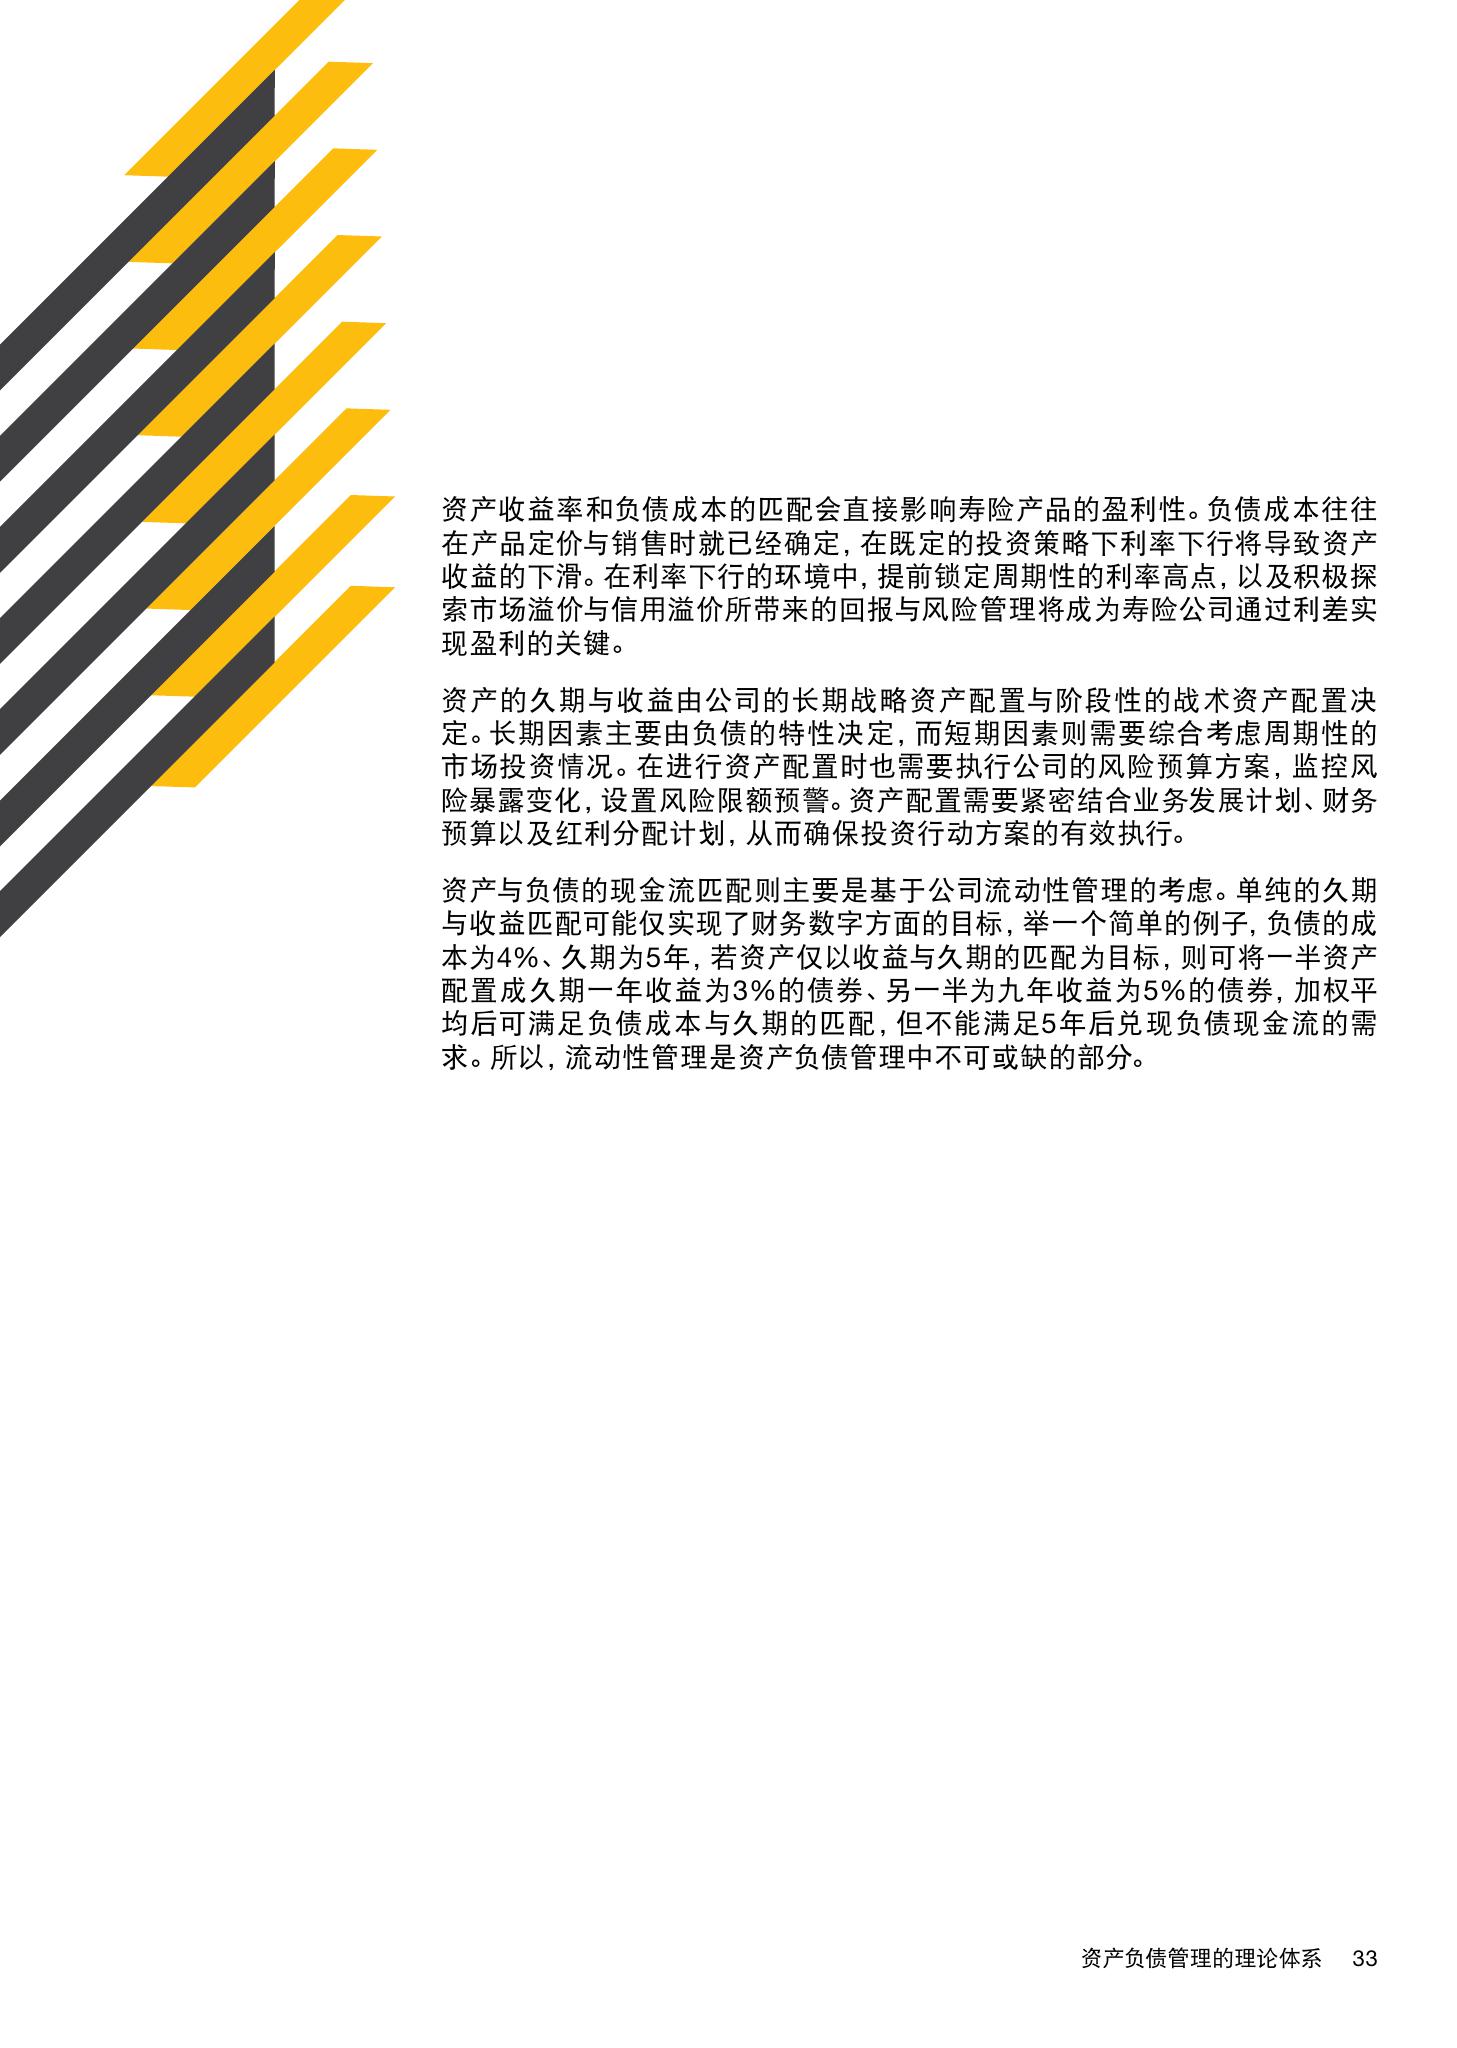 资产收益率和负债成本的匹配会直接影响寿险产品的盈利性。负债成本往往
在产品定价与销售时就已经确定，在既定的投资策略下利率下行将导致资产
收益的下滑。在利率下行的环境中，提前锁定周期性的利率高点，以及积极探
索市场溢价与信用溢价所带来的回报与风险管理将成为寿险公司通过利差实
现盈利的关键。
资产的久期与收益由公司的长期战略资产配置与阶段性的战术资产配置决
定。长期因素主要由负债的特性决定，而短期因素则需要综合考虑周期性的
市场投资情况。在进行资产配置时也需要执行公司的风险预算方案，监控风
险暴露变化，设置风险限额预警。资产配置需要紧密结合业务发展计划、财务
预算以及红利分配计划，从而确保投资行动方案的有效执行。
资产与负债的现金流匹配则主要是基于公司流动性管理的考虑。单纯的久期
与收益匹配可能仅实现了财务数字方面的目标，举一个简单的例子，负债的成
本为4%、久期为5年，若资产仅以收益与久期的匹配为目标，则可将一半资产
配置成久期一年收益为3%的债券、另一半为九年收益为5%的债券，加权平
均后可满足负债成本与久期的匹配，但不能满足5年后兑现负债现金流的需
求。所以，流动性管理是资产负债管理中不可或缺的部分。
资产负债管理的理论体系 33